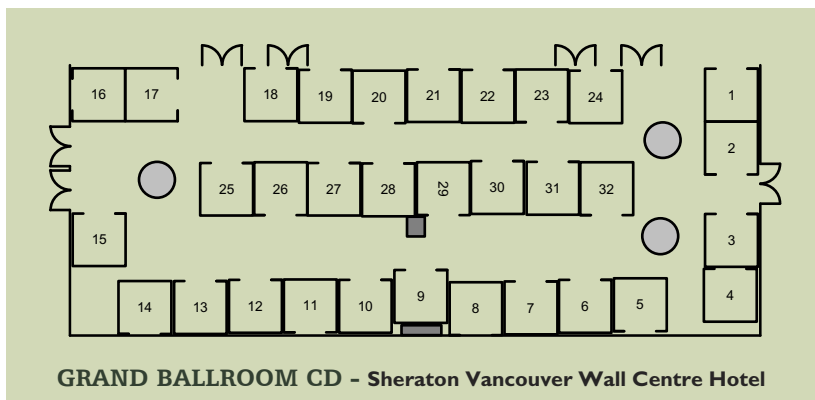 16 17 18 19 20 21 22 23 24 1
2
25 26 27 28 29 30 31 32
15 3
14 13 12 11 10 9 8 7 6 5 4
GRAND BALLROOM CD - Sheraton Vancouver Wall Centre Hotel